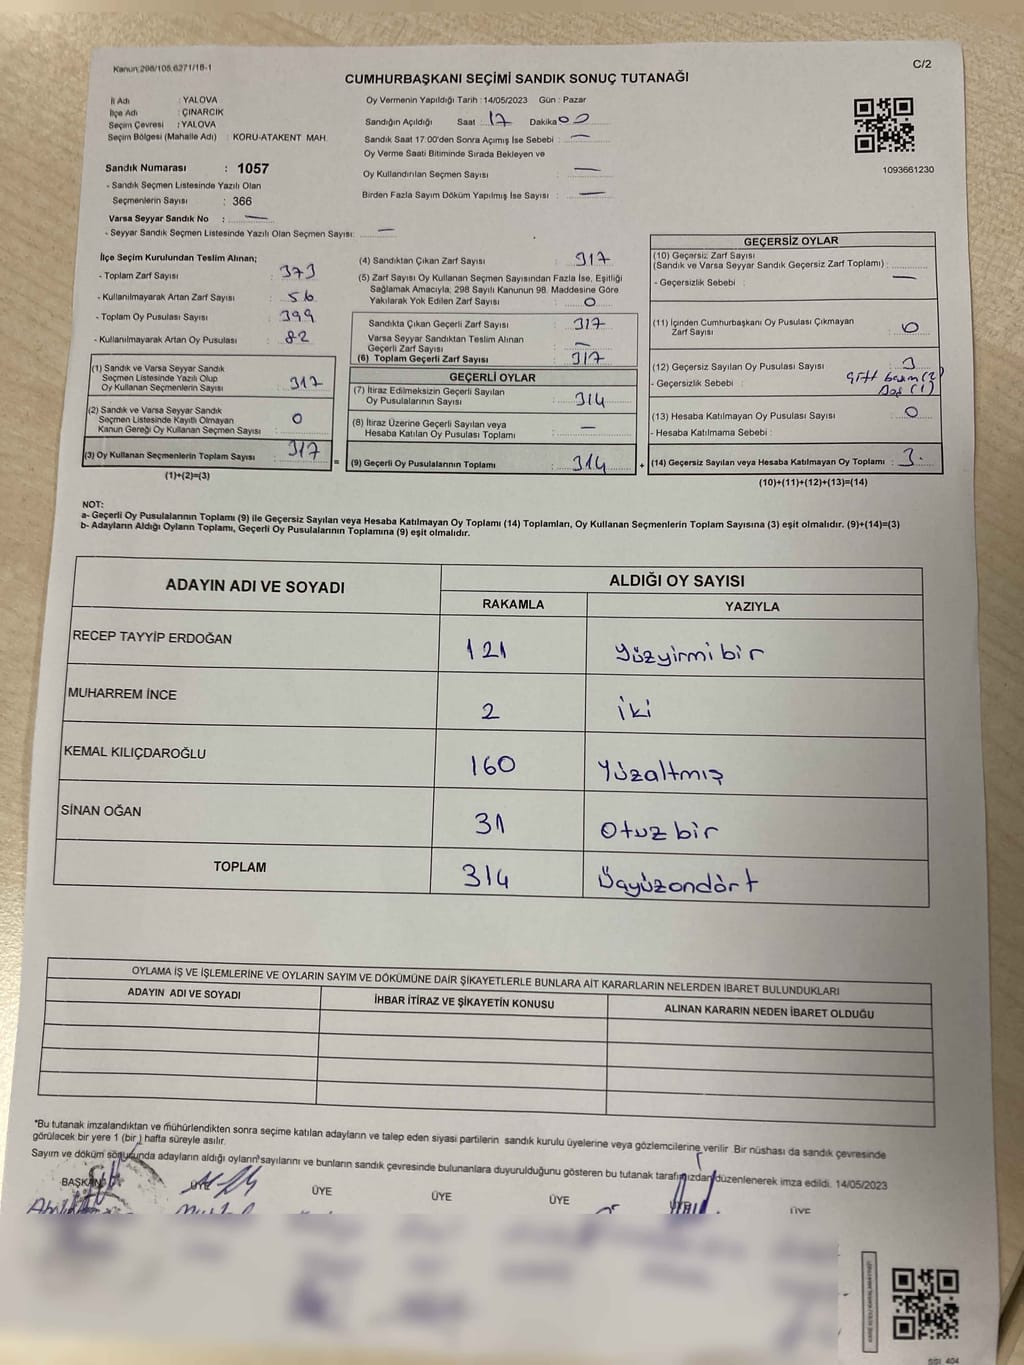 Kanun:298/105,6271/18-1
C/2
CUMHURBAŞKANI SEÇİMİ SANDIK SONUÇ TUTANAĞI
İl Adı : YALOVA
İlçe Adı : ÇINARCIK
Seçim Çevresi : YALOVA
Seçim Bölgesi (Mahalle Adı) : KORU-ATAKENT MAH.
Sandık Numarası : 1057
- Sandık Seçmen Listesinde Yazılı Olan
Seçmenlerin Sayısı : 366
Varsa Seyyar Sandık No : —
- Seyyar Sandık Seçmen Listesinde Yazılı Olan Seçmen Sayısı: —
Oy Vermenin Yapıldığı Tarih : 14/05/2023 Gün : Pazar
Sandığın Açıldığı Saat : 17 Dakika 00
Sandık Saat 17:00'den Sonra Açımış İse Sebebi : —
Oy Verme Saati Bitiminde Sırada Bekleyen ve
Oy Kullandırılan Seçmen Sayısı —
Birden Fazla Sayım Döküm Yapılmış İse Sayısı : —
1093661230
İlçe Seçim Kurulundan Teslim Alınan;
- Toplam Zarf Sayısı : 373
- Kullanılmayarak Artan Zarf Sayısı : 56
- Toplam Oy Pusulası Sayısı : 399
- Kullanılmayarak Artan Oy Pusulası : 82
(1) Sandık ve Varsa Seyyar Sandık
Seçmen Listesinde Yazılı Olup
Oy Kullanan Seçmenlerin Sayısı : 317
(2) Sandık ve Varsa Seyyar Sandık
Seçmen Listesinde Kayıtlı Olmayan
Kanun Gereği Oy Kullanan Seçmen Sayısı : 0
(3) Oy Kullanan Seçmenlerin Toplam Sayısı : 317
(1)+(2)=(3)
(4) Sandıktan Çıkan Zarf Sayısı : 317
(5) Zarf Sayısı Oy Kullanan Seçmen Sayısından Fazla İse, Eşitliği
Sağlamak Amacıyla, 298 Sayılı Kanunun 98. Maddesine Göre
Yakılarak Yok Edilen Zarf Sayısı : 0
Sandıkta Çıkan Geçerli Zarf Sayısı : 317
Varsa Seyyar Sandıktan Teslim Alınan
Geçerli Zarf Sayısı : —
(6) Toplam Geçerli Zarf Sayısı : 317
GEÇERLİ OYLAR
(7) İtiraz Edilmeksizin Geçerli Sayılan
Oy Pusulalarının Sayısı : 314
(8) İtiraz Üzerine Geçerli Sayılan veya
Hesaba Katılan Oy Pusulası Toplamı : —
(9) Geçerli Oy Pusulalarının Toplamı : 314
GEÇERSİZ OYLAR
(10) Geçersiz Zarf Sayısı
(Sandık ve Varsa Seyyar Sandık Geçersiz Zarf Toplamı) :
- Geçersizlik Sebebi : —
(11) İçinden Cumhurbaşkanı Oy Pusulası Çıkmayan
Zarf Sayısı : 0
(12) Geçersiz Sayılan Oy Pusulası Sayısı : 3
- Geçersizlik Sebebi : Çift basım (2)
Boş (1)
(13) Hesaba Katılmayan Oy Pusulası Sayısı : 0
- Hesaba Katılmama Sebebi :
(14) Geçersiz Sayılan veya Hesaba Katılmayan Oy Toplamı : 3
(10)+(11)+(12)+(13)=(14)
NOT:
a- Geçerli Oy Pusulalarının Toplamı (9) ile Geçersiz Sayılan veya Hesaba Katılmayan Oy Toplamı (14) Toplamları, Oy Kullanan Seçmenlerin Toplam Sayısına (3) eşit olmalıdır. (9)+(14)=(3)
b- Adayların Aldığı Oyların Toplamı, Geçerli Oy Pusulalarının Toplamına (9) eşit olmalıdır.
ADAYIN ADI VE SOYADI ALDIĞI OY SAYISI
RAKAMLA YAZIYLA
RECEP TAYYİP ERDOĞAN 121 Yüzyirmi bir
MUHARREM İNCE 2 iki
KEMAL KILIÇDAROĞLU 160 Yüzaltmış
SİNAN OĞAN 31 Otuz bir
TOPLAM 314 Üçyüzondört
OYLAMA İŞ VE İŞLEMLERİNE VE OYLARIN SAYIM VE DÖKÜMÜNE DAİR ŞİKAYETLERLE BUNLARA AİT KARARLARIN NELERDEN İBARET BULUNDUKLARI
ADAYIN ADI VE SOYADI İHBAR İTİRAZ VE ŞİKAYETİN KONUSU ALINAN KARARIN NEDEN İBARET OLDUĞU
*Bu tutanak imzalandıktan ve mühürlendikten sonra seçime katılan adayların ve talep eden siyasi partilerin sandık kurulu üyelerine veya gözlemcilerine verilir. Bir nüshası da sandık çevresinde
görülecek bir yere 1 (bir) hafta süreyle asılır.
Sayım ve döküm sonucunda adayların aldığı oyların sayılarını ve bunların sandık çevresinde bulunanlara duyurulduğunu gösteren bu tutanak tarafımızdan düzenlenerek imza edildi. 14/05/2023
BAŞKAN ÜYE ÜYE ÜYE ÜYE ÜYE ÜYE